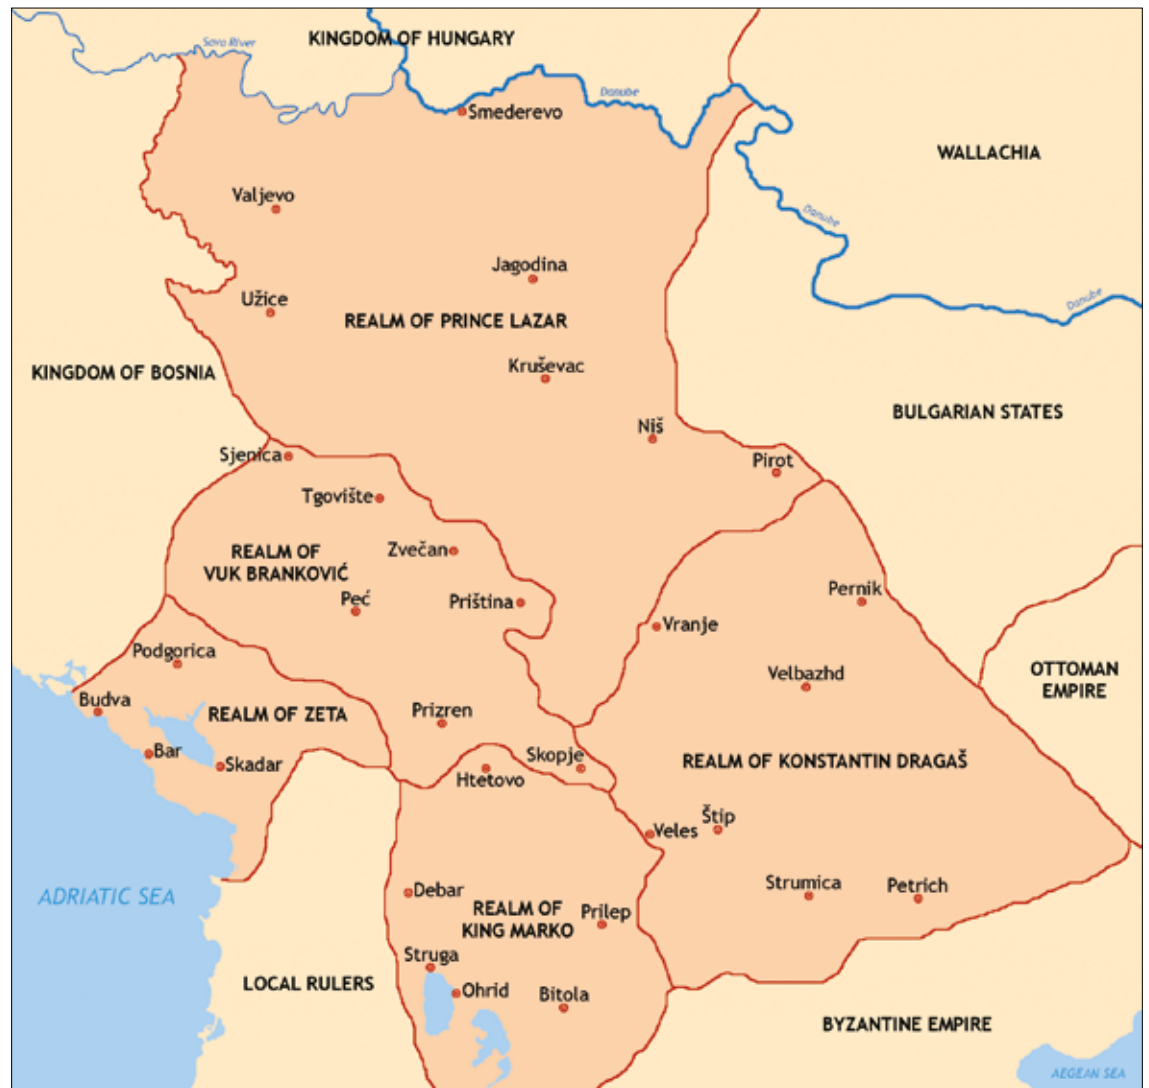 Sava River
KINGDOM OF HUNGARY
Danube
Smederevo
WALLACHIA
Valjevo
Danube
Jagodina
Užice
Danube
REALM OF PRINCE LAZAR
KINGDOM OF BOSNIA
Kruševac
BULGARIAN STATES
Niš
Sjenica
Pirot
Tgovište
Zvečan
REALM OF
VUK BRANKOVIĆ
Peć
Priština
Pernik
Vranje
Podgorica
Velbazhd
OTTOMAN
EMPIRE
Budva
REALM OF ZETA
Prizren
Bar
Skadar
Skopje
Htetovo
REALM OF KONSTANTIN DRAGAŠ
Štip
Veles
ADRIATIC SEA
Debar
Strumica
Petrich
REALM OF
KING MARKO
Prilep
Struga
LOCAL RULERS
Ohrid
Bitola
BYZANTINE EMPIRE
AEGEAN SEA